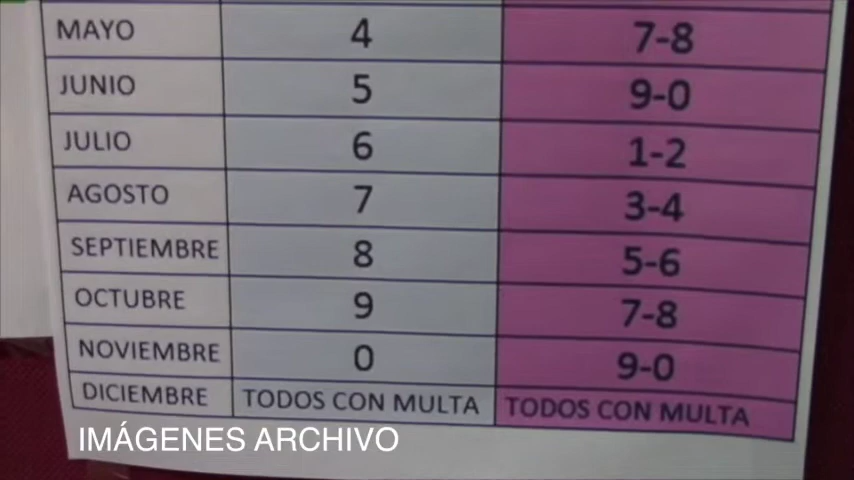 MAYO 4 7-8
JUNIO 5 9-0
JULIO 6 1-2
AGOSTO 7 3-4
SEPTIEMBRE 8 5-6
OCTUBRE 9 7-8
NOVIEMBRE 0 9-0
DICIEMBRE TODOS CON MULTA TODOS CON MULTA
IMÁGENES ARCHIVO